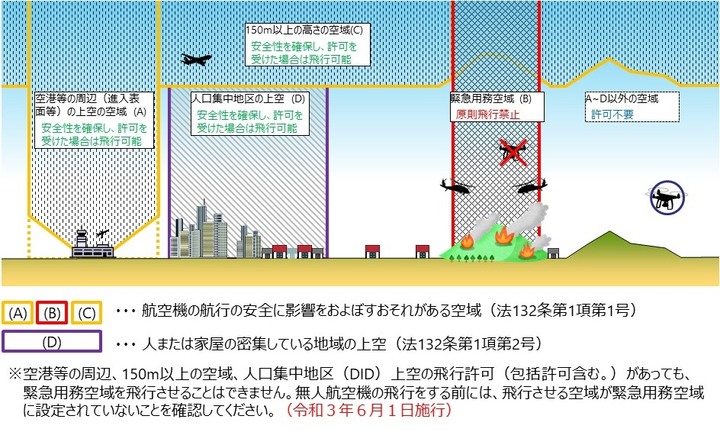 150m以上の高さの空域(C)
安全性を確保し、許可を
受けた場合は飛行可能
空港等の周辺（進入表
面等）の上空の空域 (A)
安全性を確保し、許可を
受けた場合は飛行可能
人口集中地区の上空 (D)
安全性を確保し、許可を
受けた場合は飛行可能
緊急用務空域 (B)
原則飛行禁止
A~D以外の空域
許可不要
(A) (B) (C) ・・・ 航空機の航行の安全に影響をおよぼすおそれがある空域（法132条第1項第1号）
(D) ・・・ 人または家屋の密集している地域の上空（法132条第1項第2号）
※空港等の周辺、150m以上の空域、人口集中地区（DID）上空の飛行許可（包括許可含む。）があっても、
緊急用務空域を飛行させることはできません。無人航空機の飛行をする前には、飛行させる空域が緊急用務空域
に設定されていないことを確認してください。（令和３年６月１日施行）